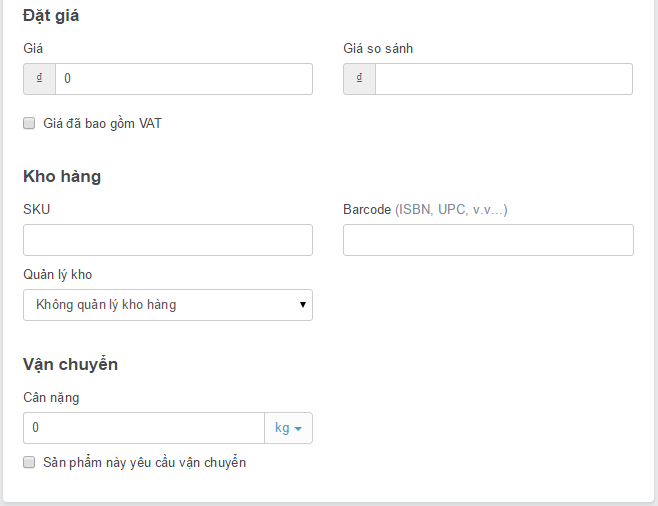 Đặt giá
Giá Giá so sánh
₫ 0 ₫
Giá đã bao gồm VAT
Kho hàng
SKU Barcode (ISBN, UPC, v.v...)
Quản lý kho
Không quản lý kho hàng
Vận chuyển
Cân nặng
0 kg
Sản phẩm này yêu cầu vận chuyển